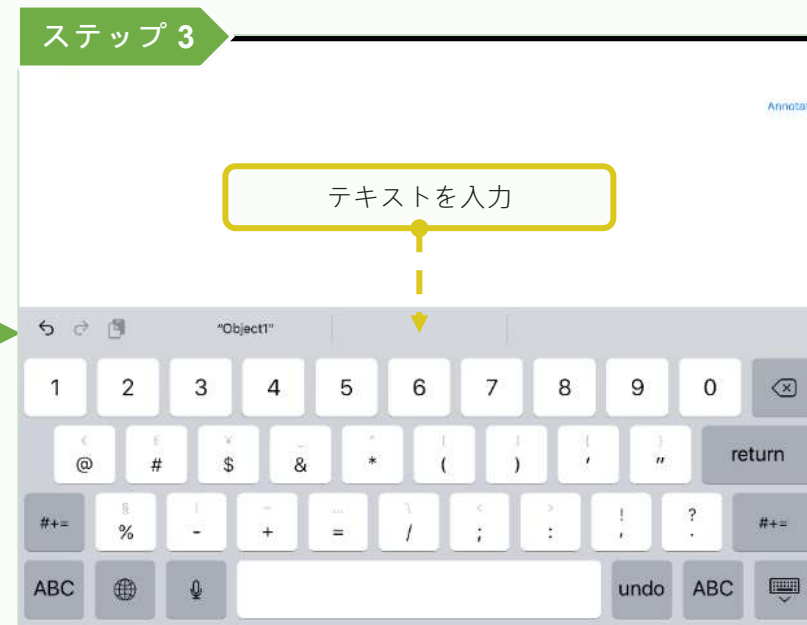 ステップ 3
Annotat
テキストを入力
"Object1"
1 2 3 4 5 6 7 8 9 0
€ £ ¥ _ ^ [ ] { }
@ # $ & * ( ) ' " return
§ | ~ … \ < > ! ?
#+= % - + = / ; : , . #+=
ABC undo ABC